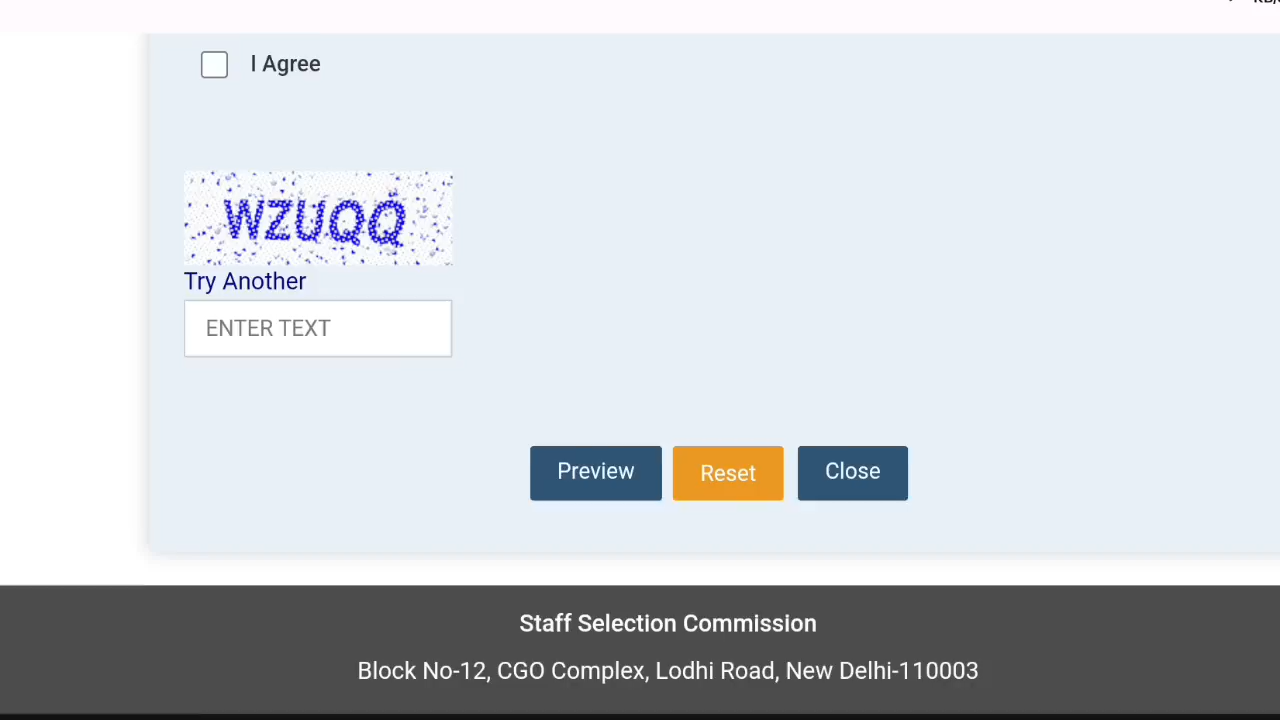 I Agree
WZUQQ
Try Another
ENTER TEXT
Preview Reset Close
Staff Selection Commission
Block No-12, CGO Complex, Lodhi Road, New Delhi-110003